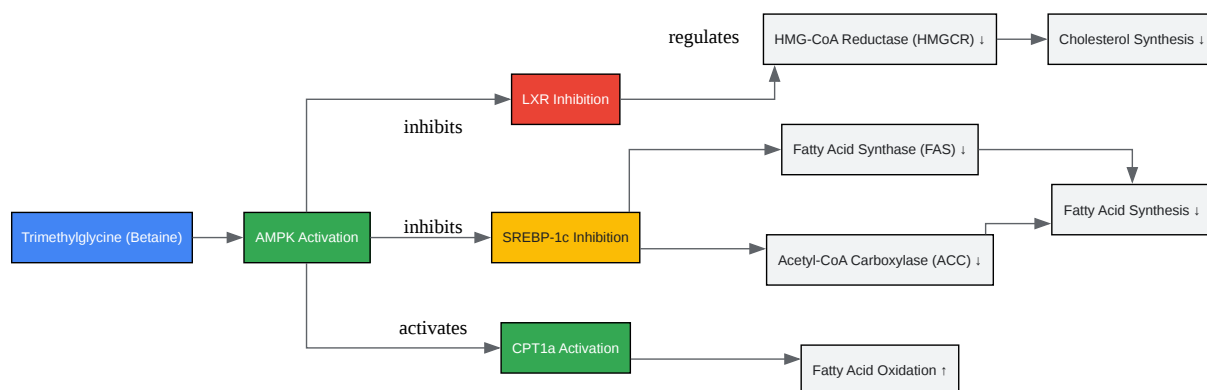 regulates
HMG-CoA Reductase (HMGCR) ↓
Cholesterol Synthesis ↓
LXR Inhibition
inhibits
Fatty Acid Synthase (FAS) ↓
Fatty Acid Synthesis ↓
Trimethylglycine (Betaine)
AMPK Activation
inhibits
SREBP-1c Inhibition
Acetyl-CoA Carboxylase (ACC) ↓
activates
CPT1a Activation
Fatty Acid Oxidation ↑